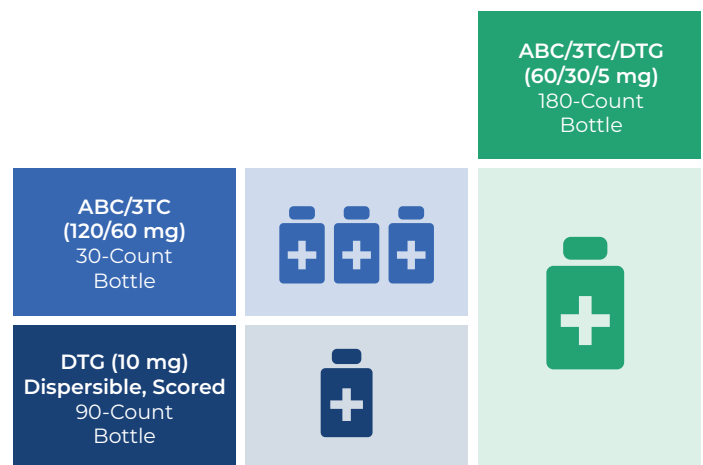 ABC/3TC/DTG
(60/30/5 mg)
180-Count
Bottle
ABC/3TC
(120/60 mg)
30-Count
Bottle
DTG (10 mg)
Dispersible, Scored
90-Count
Bottle